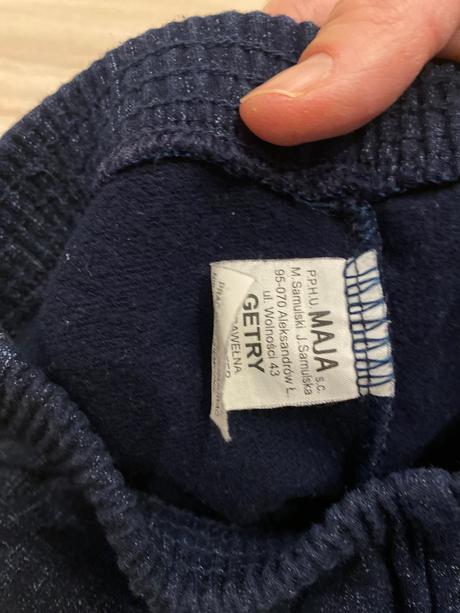 P.P.H.U. MAJA s.c.
M.Samulski J.Samulska
95-070 Aleksandrów Ł.
ul. Wolności 43
GETRY